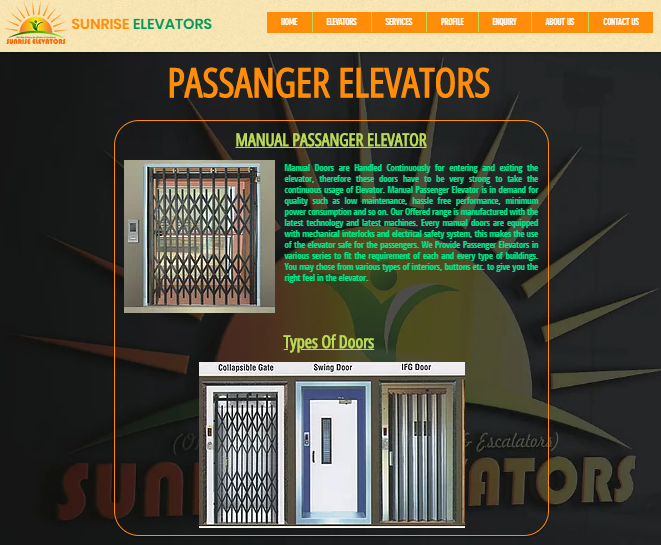 SUNRISE ELEVATORS
SUNRISE ELEVATORS
HOME
ELEVATORS
SERVICES
PROFILE
ENQUIRY
ABOUT US
CONTACT US
PASSANGER ELEVATORS
MANUAL PASSANGER ELEVATOR
Manual Doors are Handled Continuously for entering and exiting the
elevator, therefore these doors have to be very strong to take the
continuous usage of Elevator. Manual Passenger Elevator is in demand for
quality such as low maintenance, hassle free performance, minimum
power consumption and so on. Our Offered range is manufactured with the
latest technology and latest machines. Every manual doors are equipped
with mechanical interlocks and electrical safety system, this makes the use
of the elevator safe for the passengers. We Provide Passenger Elevators in
various series to fit the requirement of each and every type of buildings.
You may chose from various types of interiors, buttons etc. to give you the
right feel in the elevator.
Types Of Doors
Collapsible Gate Swing Door IFG Door
& Escalators)
SUN VATORS